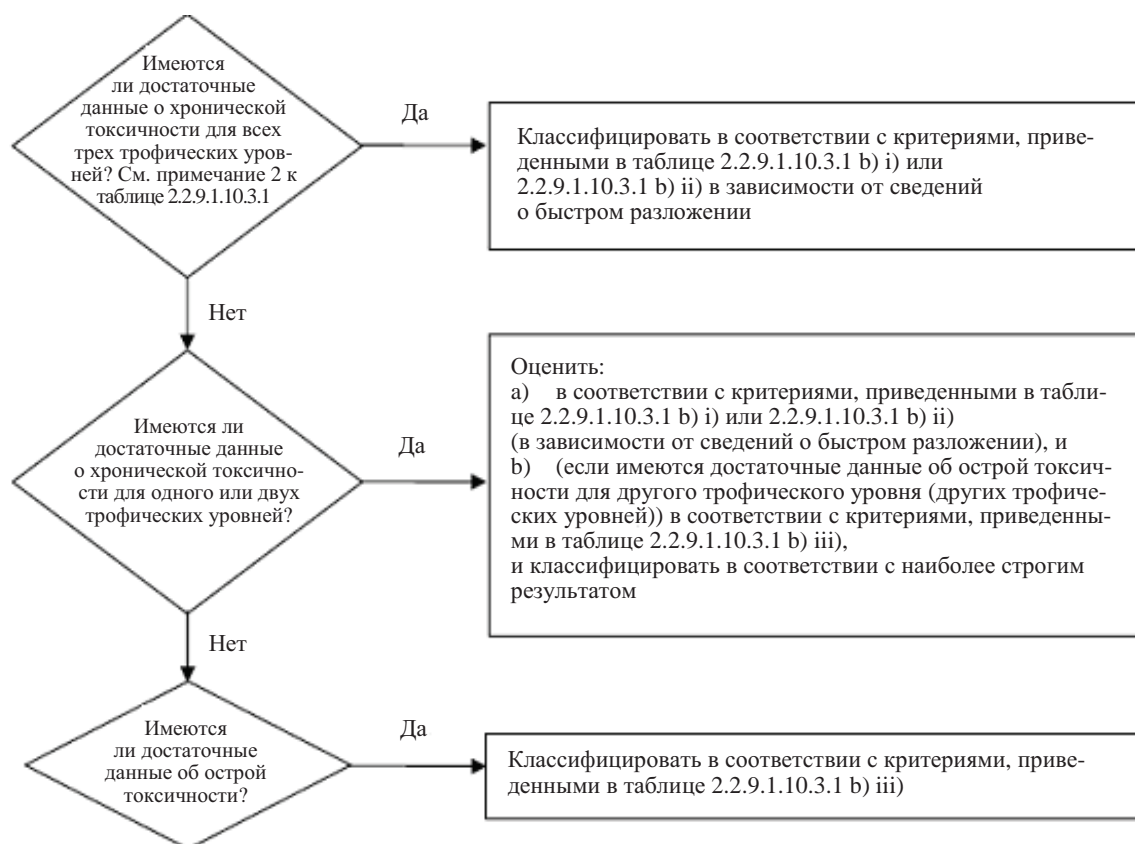 Имеются
ли достаточные
данные о хронической
токсичности для всех
трех трофических уров-
ней? См. примечание 2 к
таблице 2.2.9.1.10.3.1
Да
Классифицировать в соответствии с критериями, приве-
денными в таблице 2.2.9.1.10.3.1 b) i) или
2.2.9.1.10.3.1 b) ii) в зависимости от сведений
о быстром разложении
Нет
Имеются ли
достаточные данные
о хронической токсично-
сти для одного или двух
трофических уровней?
Да
Оценить:
a) в соответствии с критериями, приведенными в табли-
це 2.2.9.1.10.3.1 b) i) или 2.2.9.1.10.3.1 b) ii)
(в зависимости от сведений о быстром разложении), и
b) (если имеются достаточные данные об острой токсич-
ности для другого трофического уровня (других трофиче-
ских уровней)) в соответствии с критериями, приведенны-
ми в таблице 2.2.9.1.10.3.1 b) iii),
и классифицировать в соответствии с наиболее строгим
результатом
Нет
Имеются
ли достаточные
данные об острой
токсичности?
Да
Классифицировать в соответствии с критериями, приве-
денными в таблице 2.2.9.1.10.3.1 b) iii)